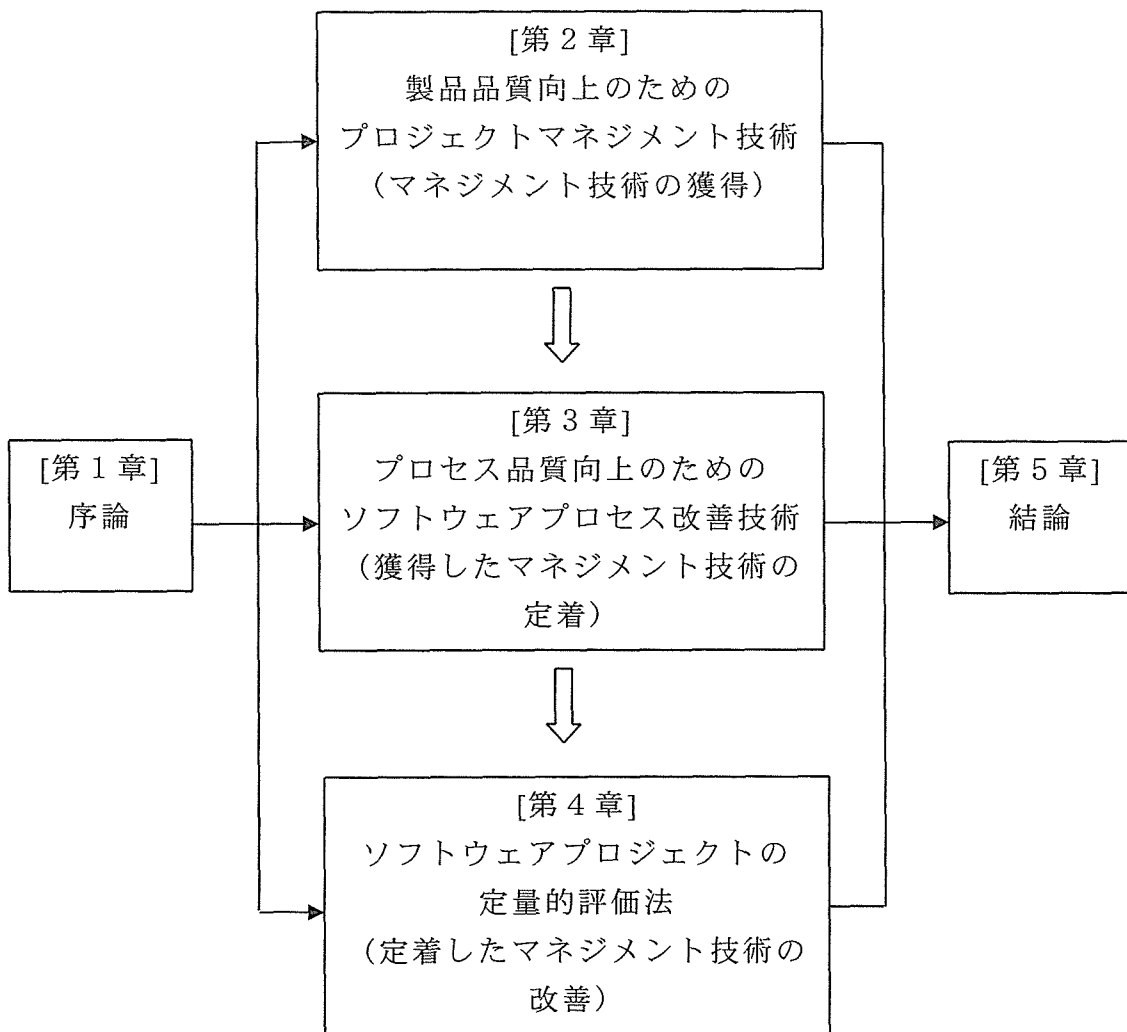 [第2章]
製品品質向上のための
プロジェクトマネジメント技術
（マネジメント技術の獲得）
[第3章]
プロセス品質向上のための
ソフトウェアプロセス改善技術
（獲得したマネジメント技術の
定着）
[第1章]
序論
[第5章]
結論
[第4章]
ソフトウェアプロジェクトの
定量的評価法
（定着したマネジメント技術の
改善）